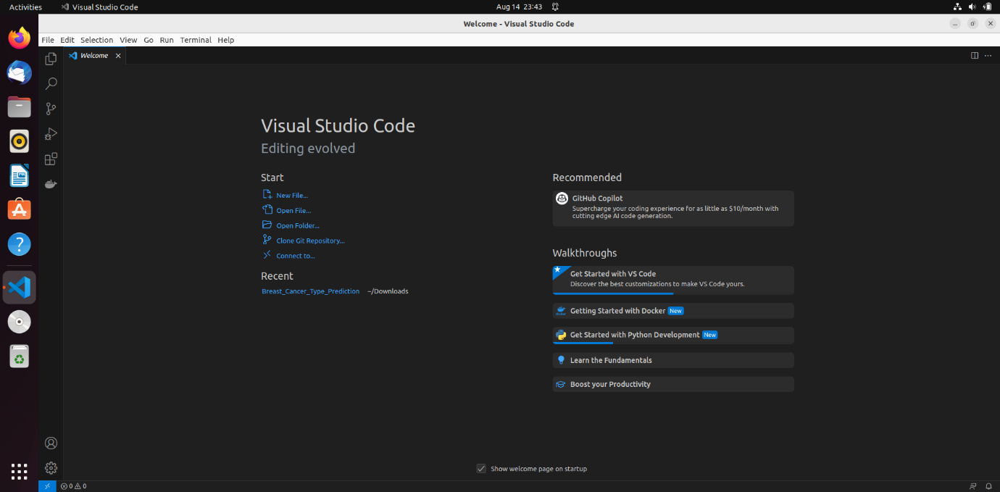 Activities Visual Studio Code Aug 14 23:43
Welcome - Visual Studio Code
File Edit Selection View Go Run Terminal Help
Welcome
Visual Studio Code
Editing evolved
Start
New File...
Open File...
Open Folder...
Clone Git Repository...
Connect to...
Recent
Breast_Cancer_Type_Prediction ~/Downloads
Recommended
GitHub Copilot
Supercharge your coding experience for as little as $10/month with
cutting edge AI code generation.
Walkthroughs
Get Started with VS Code
Discover the best customizations to make VS Code yours.
Getting Started with Docker New
Get Started with Python Development New
Learn the Fundamentals
Boost your Productivity
Show welcome page on startup
0 0